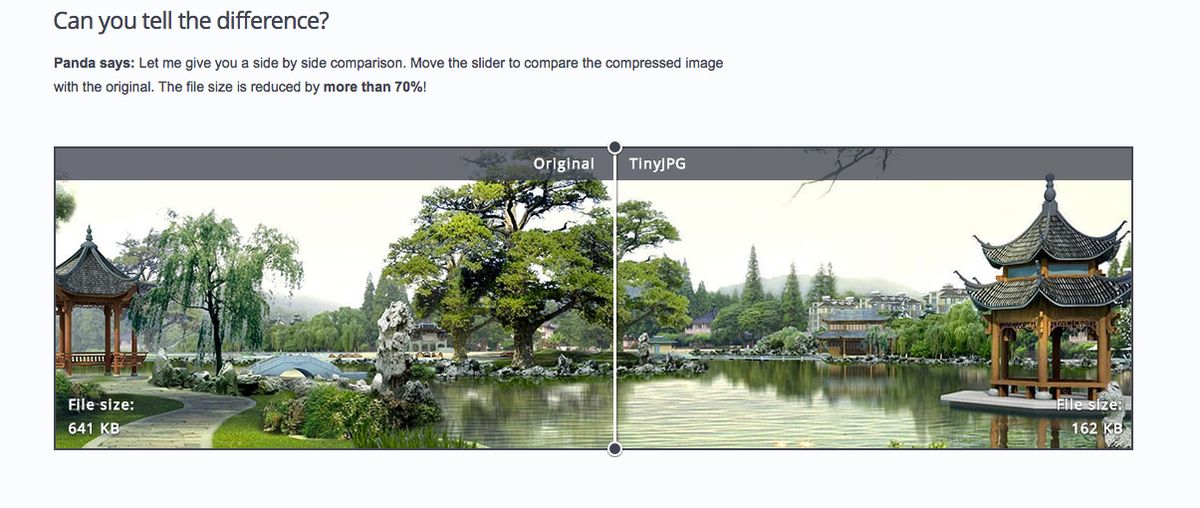 Can you tell the difference?
Panda says: Let me give you a side by side comparison. Move the slider to compare the compressed image
with the original. The file size is reduced by more than 70%!
Original
TinyJPG
File size:
641 KB
File size:
162 KB